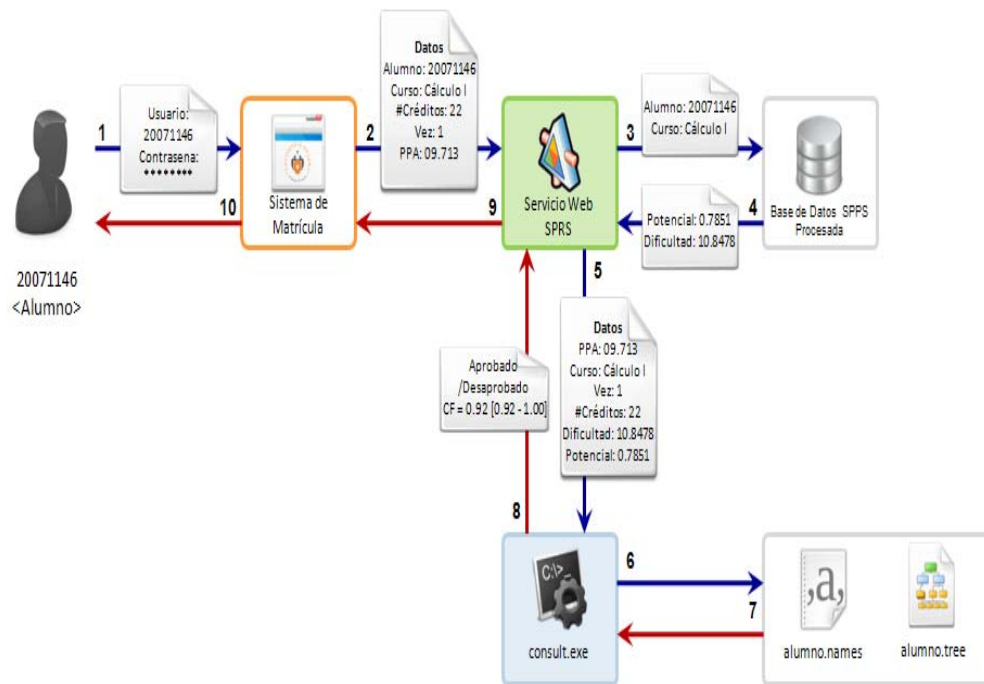 1
Usuario:
20071146
Contrasena:
********
10
20071146
<Alumno>
Sistema de
Matrícula
2
Datos
Alumno: 20071146
Curso: Cálculo I
#Créditos: 22
Vez: 1
PPA: 09.713
9
Servicio Web
SPRS
3
Alumno: 20071146
Curso: Cálculo I
4
Potencial: 0.7851
Dificultad: 10.8478
Base de Datos SPPS
Procesada
5
Datos
PPA: 09.713
Curso: Cálculo I
Vez: 1
#Créditos: 22
Dificultad: 10.8478
Potencial: 0.7851
Aprobado
/Desaprobado
CF = 0.92 [0.92 - 1.00]
8
C:\>_
consult.exe
6
7
,a,
alumno.names
alumno.tree